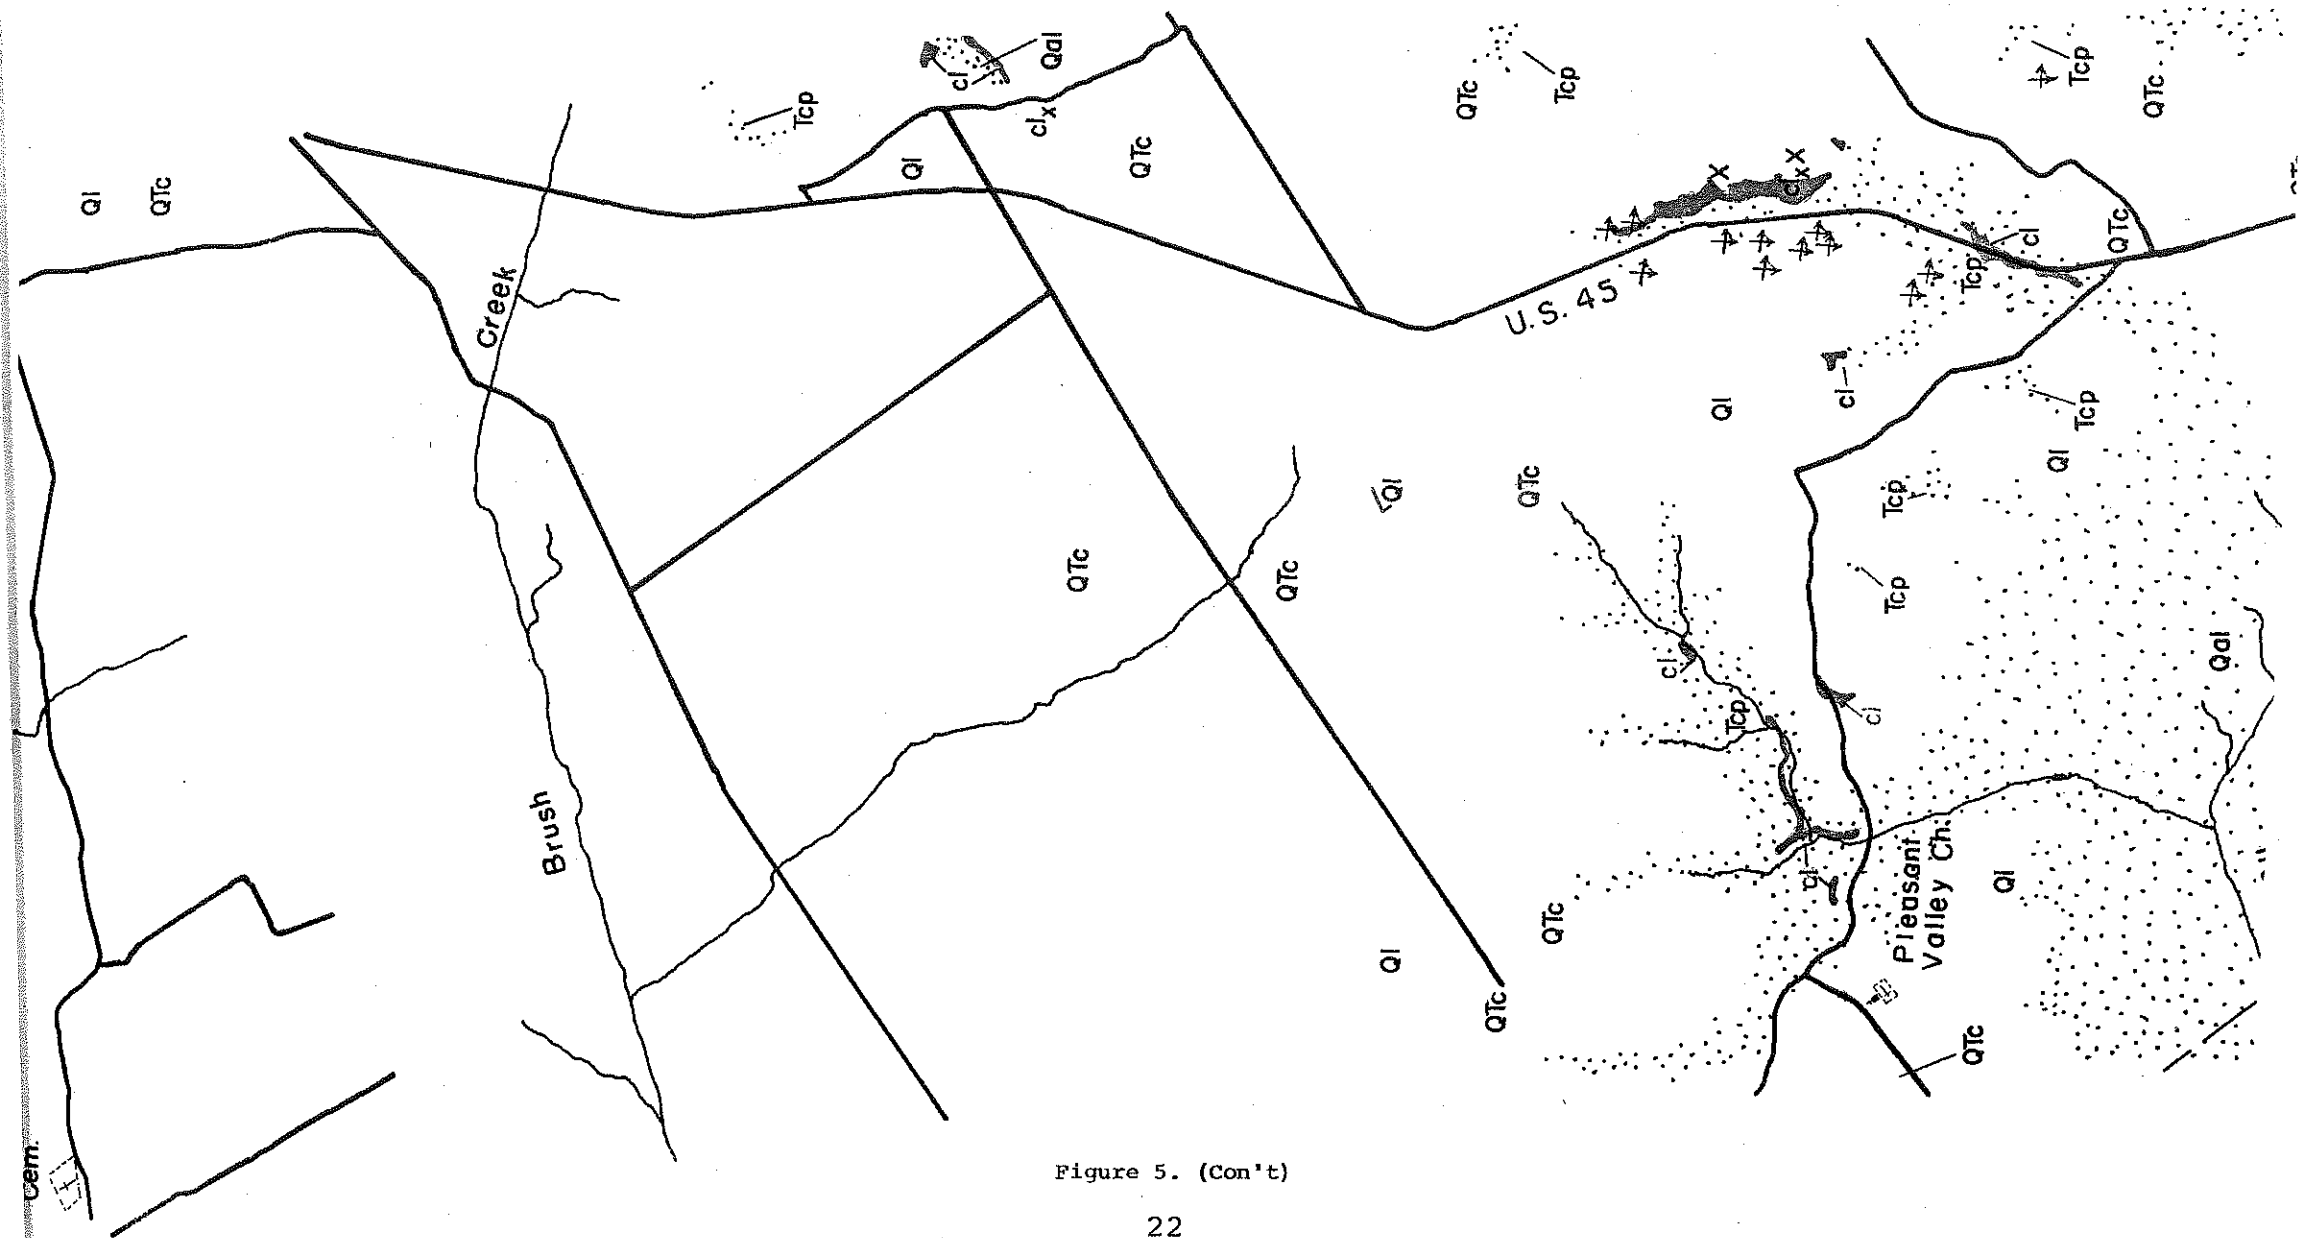 Ql
QTc
Tcp
cl
Qal
cl
x
Ql
QTc
QTc
Tcp
Tcp
QTc
x
x
cl
x
cl
QTc
Tcp
Creek
U.S. 45
cl
Ql
Tcp
Ql
Ql
QTc
Tcp
QTc
QTc
Tcp
cl
Qal
Tcp
cl
Brush
cl
Pleasant
Valley Ch.
Ql
QTc
Ql
QTc
QTc
Cem.
Figure 5. (Con't)
22